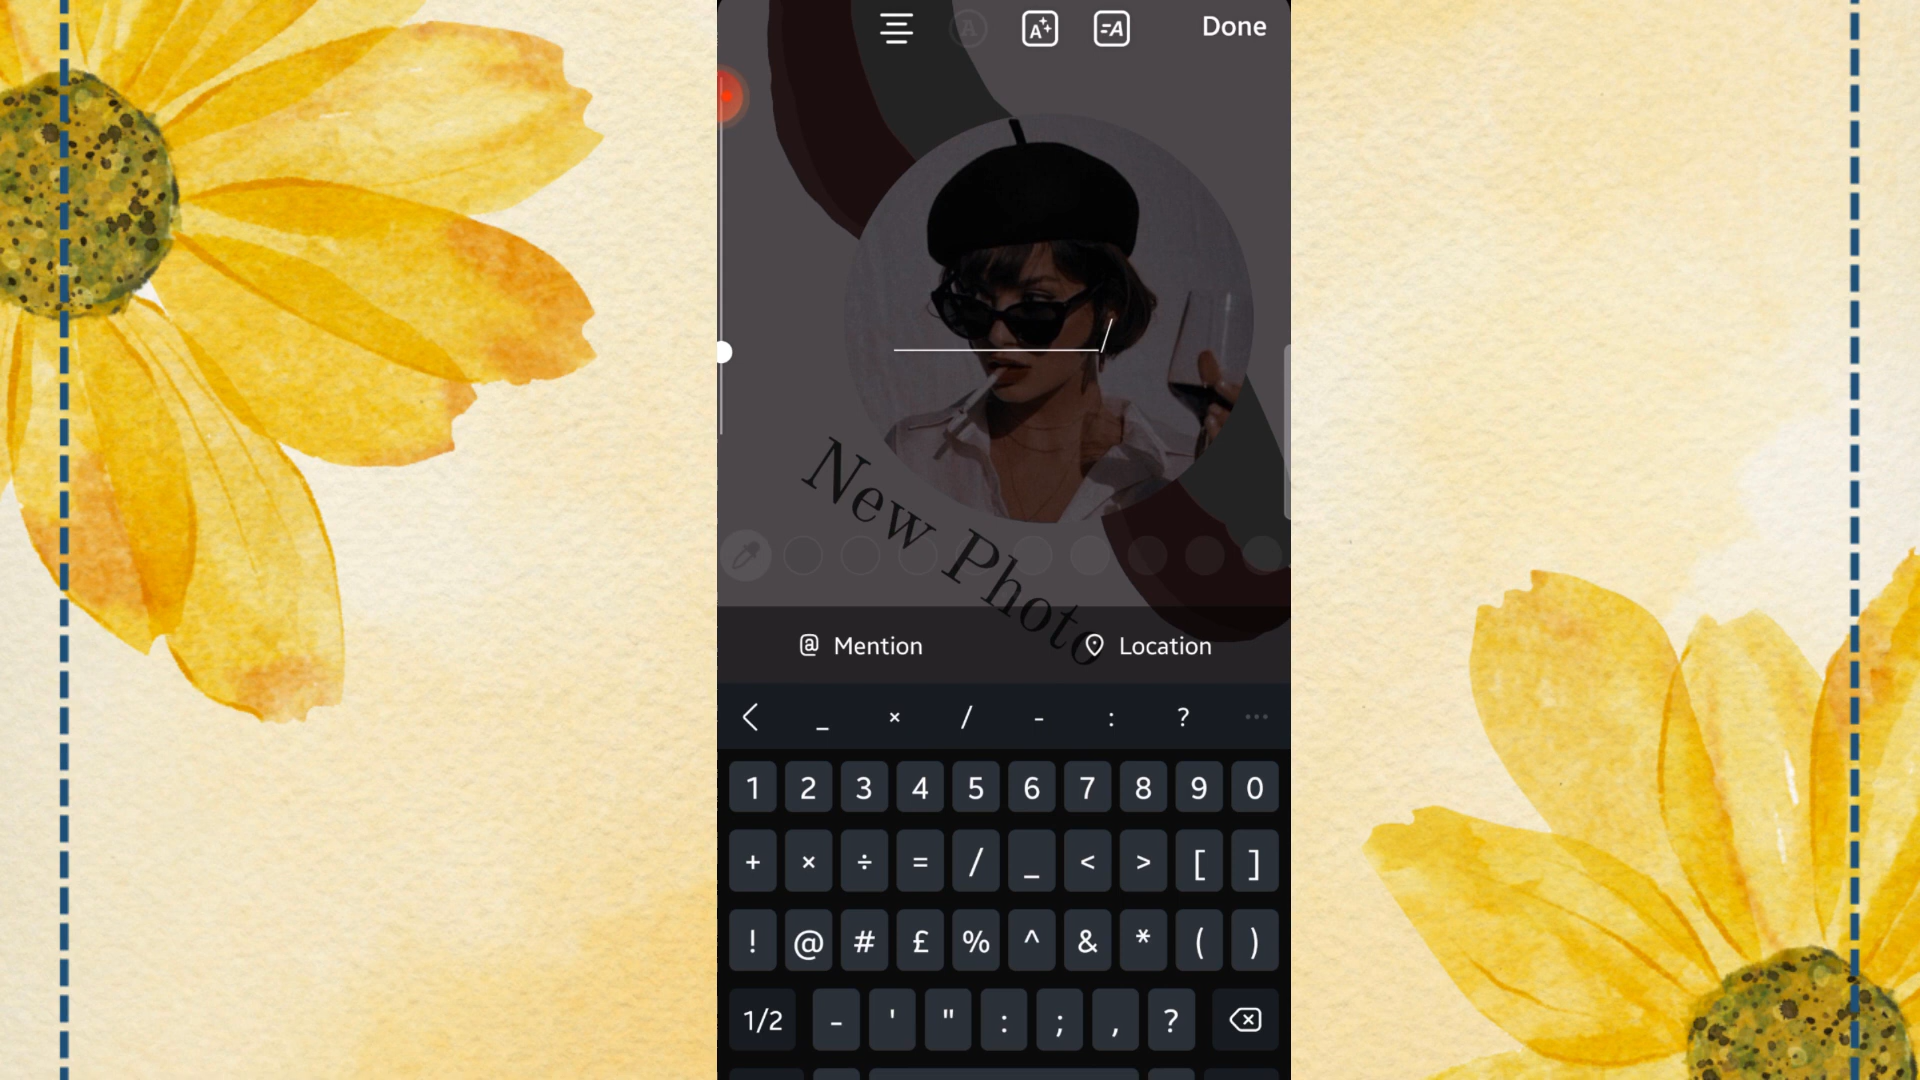 Done
New Photo
Mention Location
_ × / - : ? ...
1 2 3 4 5 6 7 8 9 0
+ × ÷ = / _ < > [ ]
! @ # £ % ^ & * ( )
1/2 - ' " : ; , ?